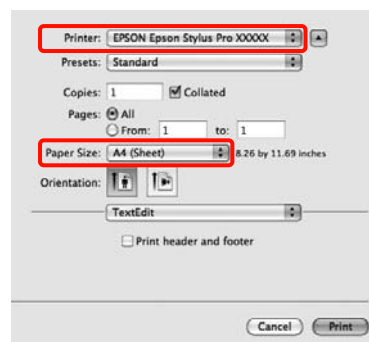 Printer: EPSON Epson Stylus Pro XXXXX
Presets: Standard
Copies: 1 Collated
Pages: All
From: 1 to: 1
Paper Size: A4 (Sheet) 8.26 by 11.69 inches
Orientation:
TextEdit
Print header and footer
Cancel Print